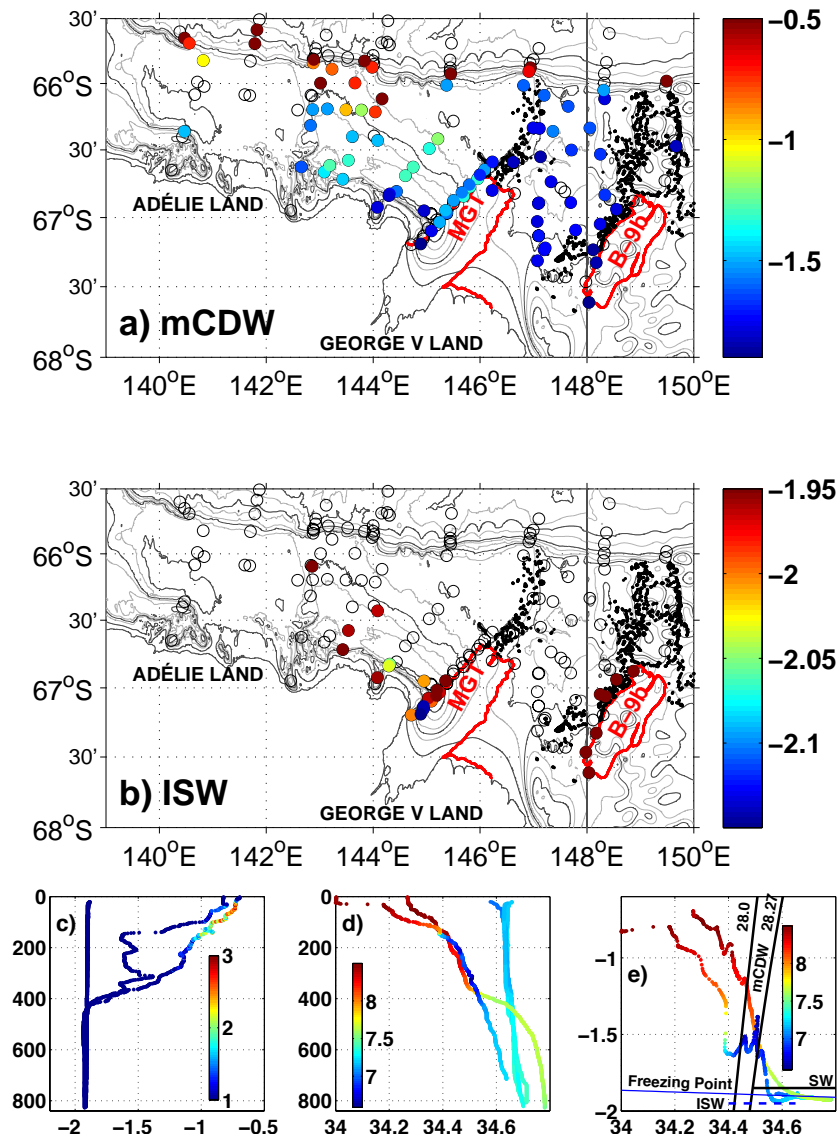 30'
66°S
30'
67°S
30'
68°S
ADÉLIE LAND
MGT
B−9b
a) mCDW
GEORGE V LAND
140°E
142°E
144°E
146°E
148°E
150°E
−0.5
−1
−1.5
30'
66°S
30'
67°S
30'
68°S
ADÉLIE LAND
MGT
B−9b
b) ISW
GEORGE V LAND
140°E
142°E
144°E
146°E
148°E
150°E
−1.95
−2
−2.05
−2.1
c)
0
200
400
600
800
−2
−1.5
−1
−0.5
3
2
1
d)
0
200
400
600
800
34
34.2
34.4
34.6
8
7.5
7
e)
28.0
28.27
mCDW
−1
−1.5
−2
8
7.5
7
Freezing Point
SW
ISW
34
34.2
34.4
34.6